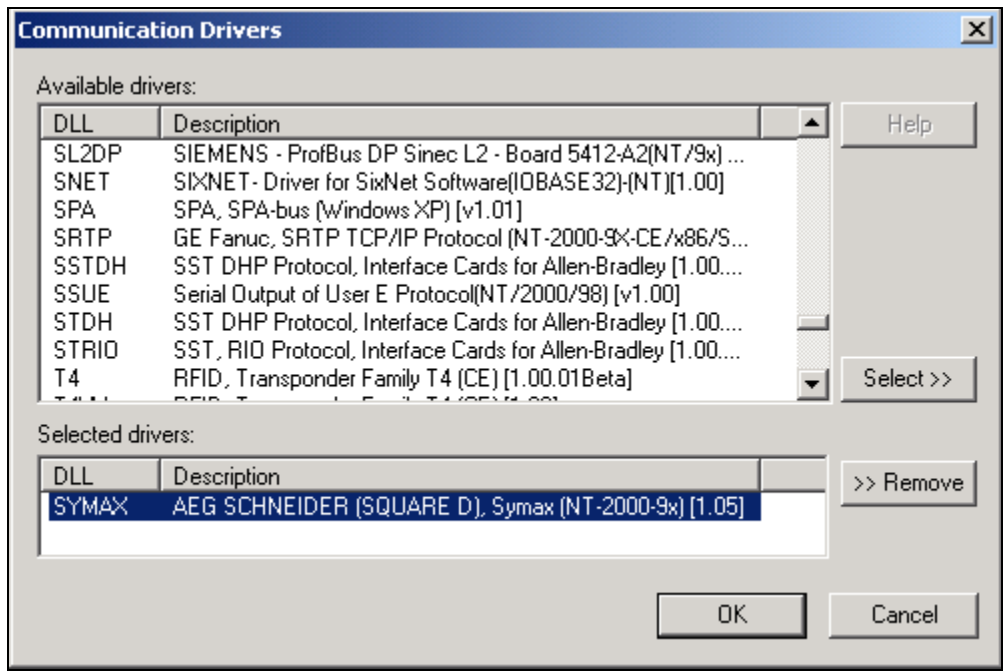 Communication Drivers
Available drivers:
DLL Description
Help
SL2DP SIEMENS - ProfBus DP Sinec L2 - Board 5412-A2(NT/9x) ...
SNET SIXNET- Driver for SixNet Software(IOBASE32)-(NT)[1.00]
SPA SPA, SPA-bus (Windows XP) [v1.01]
SRTP GE Fanuc, SRTP TCP/IP Protocol (NT-2000-9X-CE/x86/S...
SSTDH SST DHP Protocol, Interface Cards for Allen-Bradley [1.00....
SSUE Serial Output of User E Protocol(NT/2000/98) [v1.00]
STDH SST DHP Protocol, Interface Cards for Allen-Bradley [1.00....
STRIO SST, RIO Protocol, Interface Cards for Allen-Bradley [1.00....
T4 RFID, Transponder Family T4 (CE) [1.00.01Beta]
Select >>
Selected drivers:
DLL Description
>> Remove
SYMAX AEG SCHNEIDER (SQUARE D), Symax (NT-2000-9x) [1.05]
OK Cancel